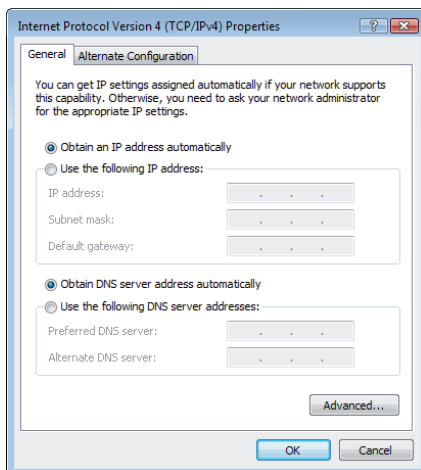 Internet Protocol Version 4 (TCP/IPv4) Properties
General
Alternate Configuration
You can get IP settings assigned automatically if your network supports
this capability. Otherwise, you need to ask your network administrator
for the appropriate IP settings.
Obtain an IP address automatically
Use the following IP address:
IP address:
Subnet mask:
Default gateway:
Obtain DNS server address automatically
Use the following DNS server addresses:
Preferred DNS server:
Alternate DNS server:
Advanced...
OK
Cancel